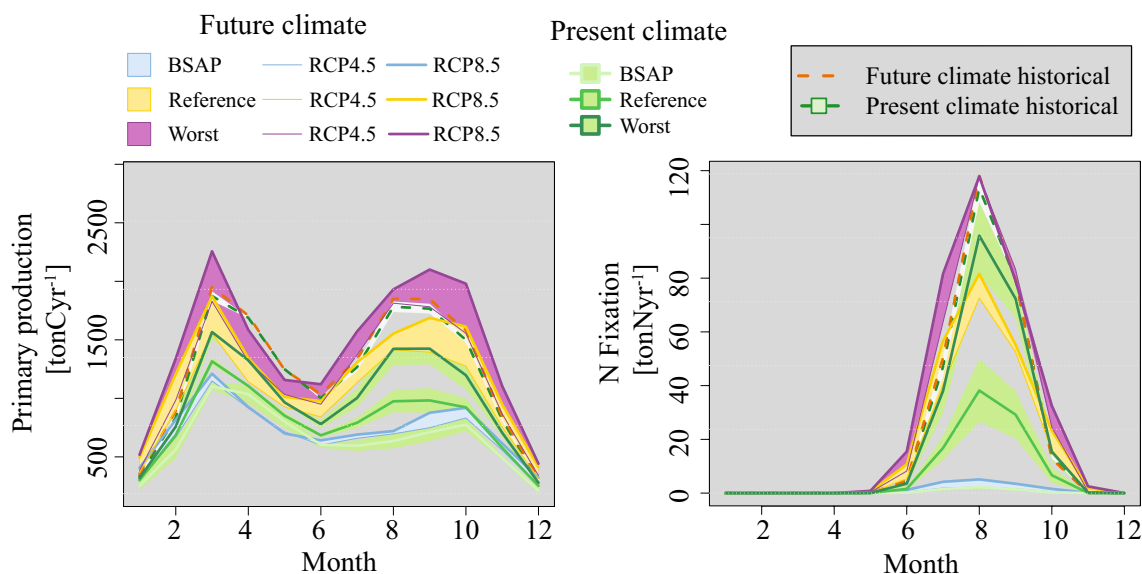 Future climate
BSAP RCP4.5 RCP8.5
Reference RCP4.5 RCP8.5
Worst RCP4.5 RCP8.5
Present climate
BSAP
Reference
Worst
Future climate historical
Present climate historical
Primary production
[tonCyr⁻¹]
500 1500 2500
2 4 6 8 10 12
Month
N Fixation
[tonNyr⁻¹]
0 20 40 60 80 120
2 4 6 8 10 12
Month